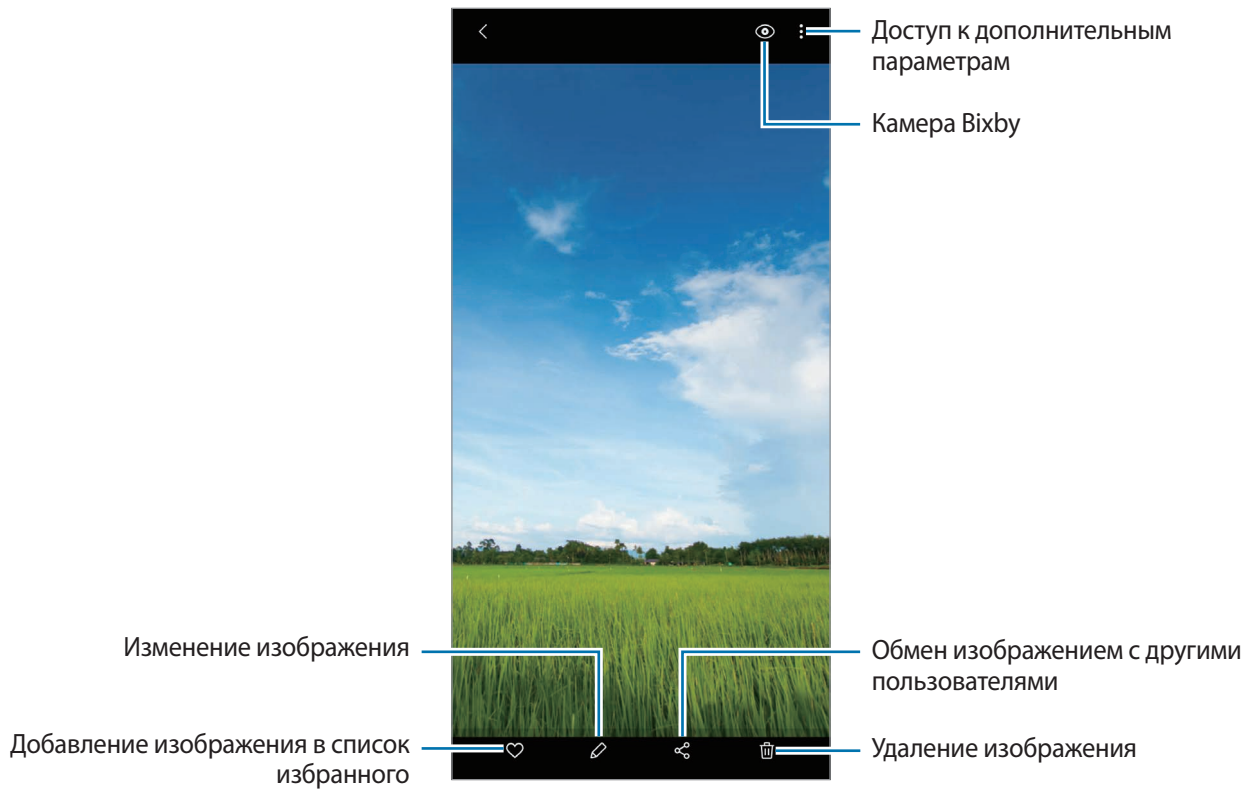 Доступ к дополнительным
параметрам
Камера Bixby
Изменение изображения
Обмен изображением с другими
пользователями
Добавление изображения в список
избранного
Удаление изображения